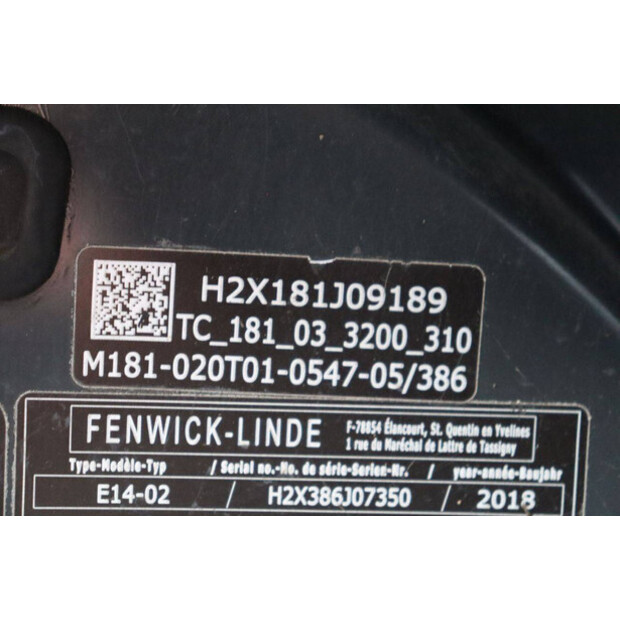 H2X181J09189
TC_181_03_3200_310
M181-020T01-0547-05/386
FENWICK-LINDE
F-78854 Élancourt, St. Quentin en Yvelines
1 rue du Maréchal de Lattre de Tassigny
Type-Modèle-Typ / Serial no.-No. de série-Serien-Nr. / year-année-Baujahr
E14-02 / H2X386J07350 / 2018